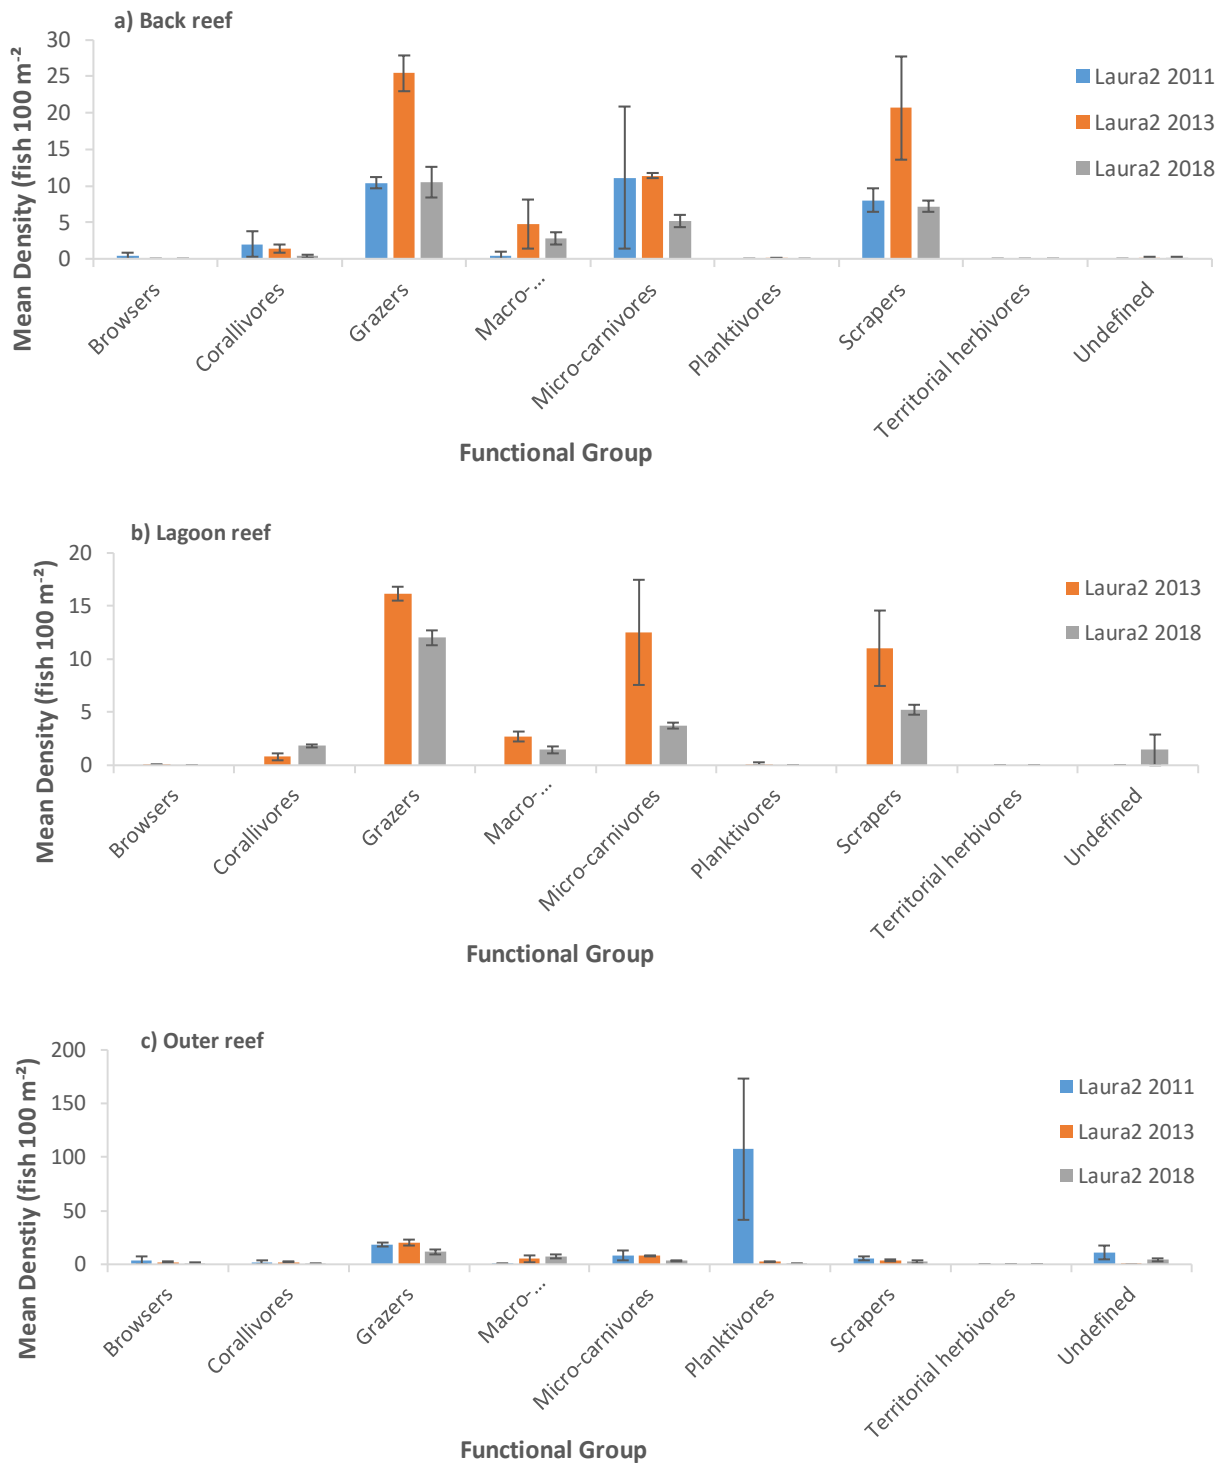 a) Back reef
Mean Density (fish 100 m⁻²
30
25
20
15
10
5
0
Laura2 2011
Laura2 2013
Laura2 2018
Browsers
Corallivores
Grazers
Macro-...
Micro-carnivores
Planktivores
Scrapers
Territorial herbivores
Undefined
Functional Group
b) Lagoon reef
Mean Density (fish 100 m⁻²)
20
15
10
5
0
Laura2 2013
Laura2 2018
Browsers
Corallivores
Grazers
Macro-...
Micro-carnivores
Planktivores
Scrapers
Territorial herbivores
Undefined
Functional Group
c) Outer reef
Mean Denstiy (fish 100 m⁻²)
200
150
100
50
0
Laura2 2011
Laura2 2013
Laura2 2018
Browsers
Corallivores
Grazers
Macro-...
Micro-carnivores
Planktivores
Scrapers
Territorial herbivores
Undefined
Functional Group